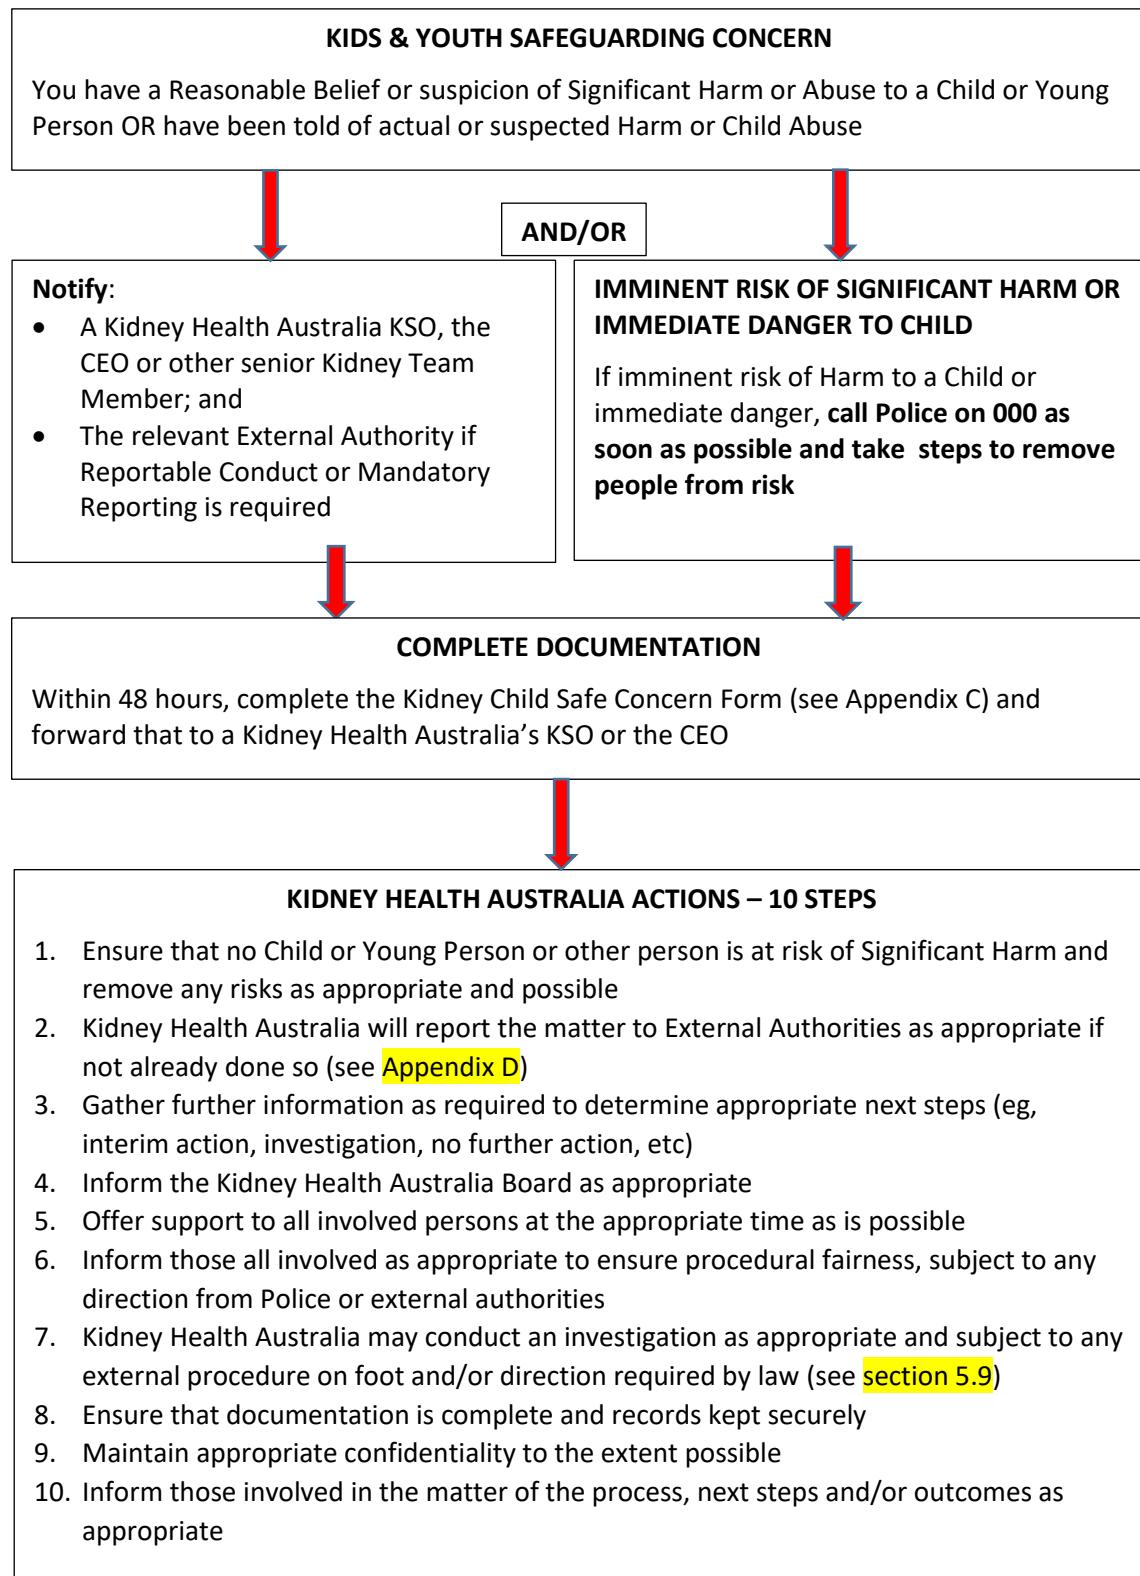 KIDS & YOUTH SAFEGUARDING CONCERN
You have a Reasonable Belief or suspicion of Significant Harm or Abuse to a Child or Young
Person OR have been told of actual or suspected Harm or Child Abuse
AND/OR
Notify:
• A Kidney Health Australia KSO, the
CEO or other senior Kidney Team
Member; and
• The relevant External Authority if
Reportable Conduct or Mandatory
Reporting is required
IMMINENT RISK OF SIGNIFICANT HARM OR
IMMEDIATE DANGER TO CHILD
If imminent risk of Harm to a Child or
immediate danger, call Police on 000 as
soon as possible and take steps to remove
people from risk
COMPLETE DOCUMENTATION
Within 48 hours, complete the Kidney Child Safe Concern Form (see Appendix C) and
forward that to a Kidney Health Australia’s KSO or the CEO
KIDNEY HEALTH AUSTRALIA ACTIONS – 10 STEPS
1. Ensure that no Child or Young Person or other person is at risk of Significant Harm and
remove any risks as appropriate and possible
2. Kidney Health Australia will report the matter to External Authorities as appropriate if
not already done so (see Appendix D)
3. Gather further information as required to determine appropriate next steps (eg,
interim action, investigation, no further action, etc)
4. Inform the Kidney Health Australia Board as appropriate
5. Offer support to all involved persons at the appropriate time as is possible
6. Inform those all involved as appropriate to ensure procedural fairness, subject to any
direction from Police or external authorities
7. Kidney Health Australia may conduct an investigation as appropriate and subject to any
external procedure on foot and/or direction required by law (see section 5.9)
8. Ensure that documentation is complete and records kept securely
9. Maintain appropriate confidentiality to the extent possible
10. Inform those involved in the matter of the process, next steps and/or outcomes as
appropriate